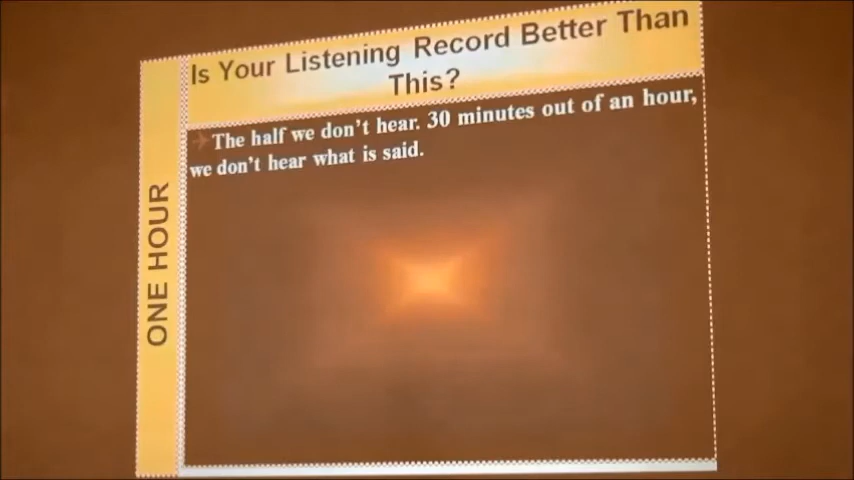 Is Your Listening Record Better Than
This?
The half we don't hear. 30 minutes out of an hour,
we don't hear what is said.
ONE HOUR